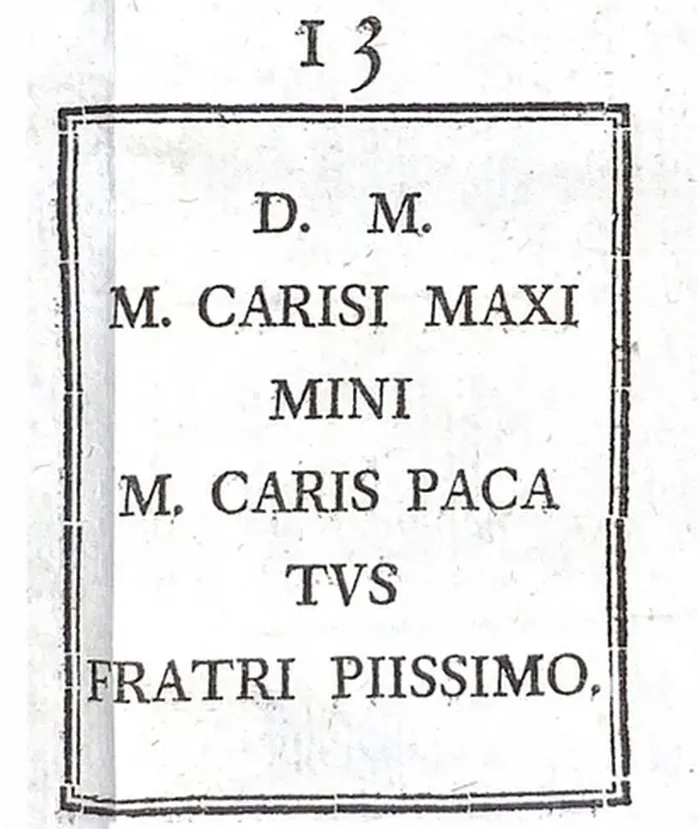 13
D. M.
M. CARISI MAXI
MINI
M. CARIS PACA
TVS
FRATRI PIISSIMO.